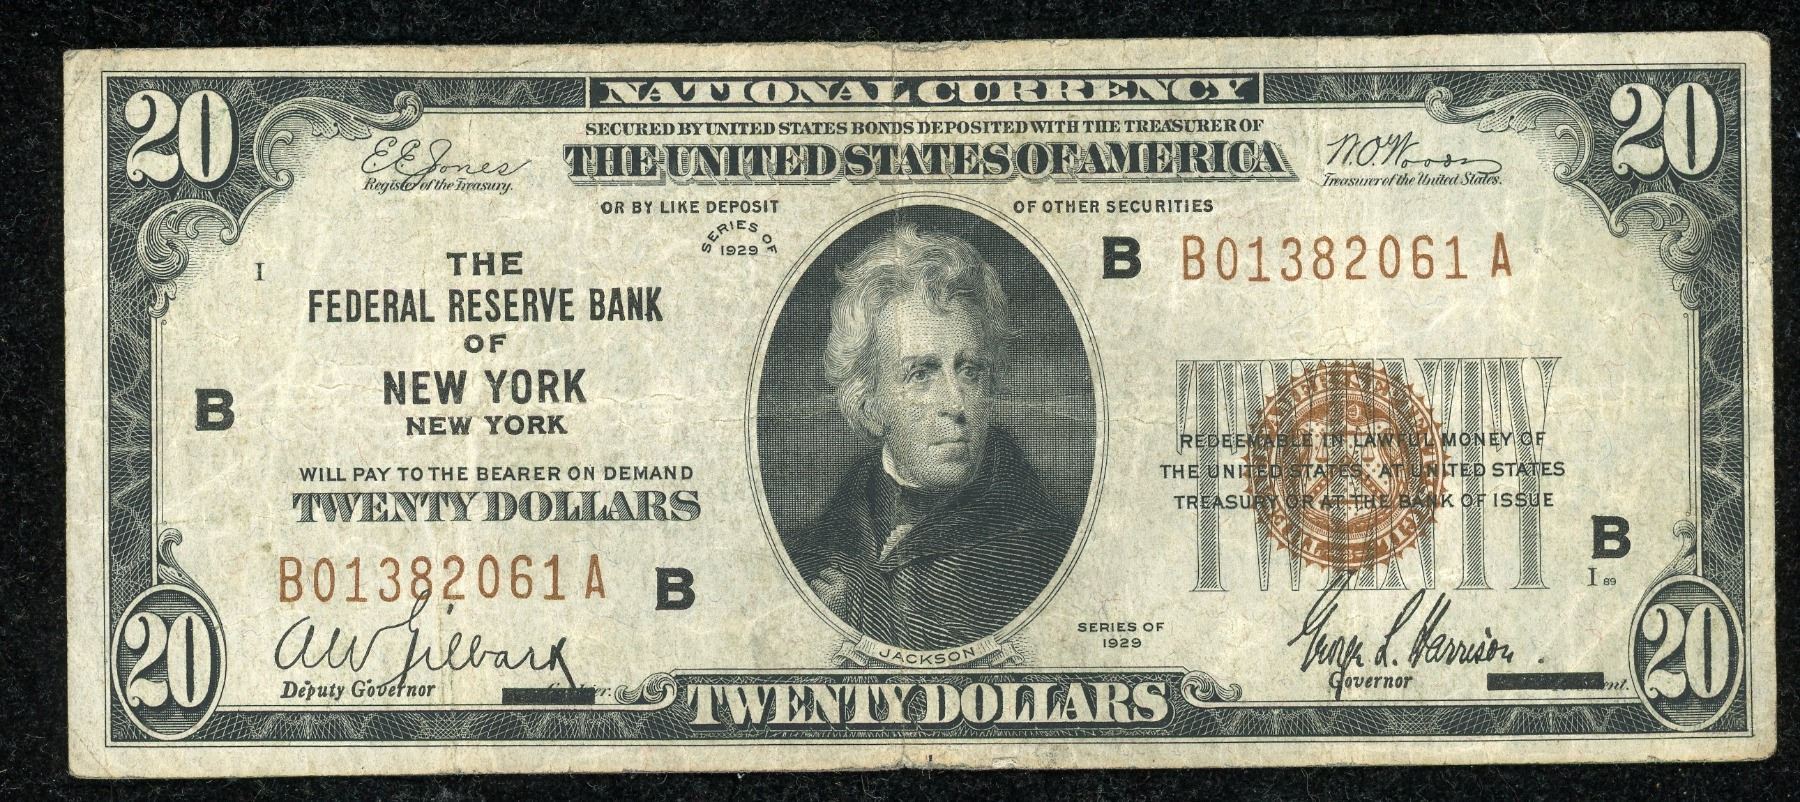 NATIONAL CURRENCY
20
20
SECURED BY UNITED STATES BONDS DEPOSITED WITH THE TREASURER OF
THE UNITED STATES OF AMERICA
E E Jones
Register of the Treasury.
W.O. Woods
Treasurer of the United States.
OR BY LIKE DEPOSIT
OF OTHER SECURITIES
SERIES OF
1929
I
THE
FEDERAL RESERVE BANK
OF
NEW YORK
NEW YORK
B
WILL PAY TO THE BEARER ON DEMAND
TWENTY DOLLARS
B01382061A
B
B
B01382061A
TWENTY
REDEEMABLE IN LAWFUL MONEY OF
THE UNITED STATES AT UNITED STATES
TREASURY OR AT THE BANK OF ISSUE
B
I 89
SERIES OF
1929
A W Gilbart
Deputy Governor
JACKSON
George L. Harrison.
Governor
20
TWENTY DOLLARS
20